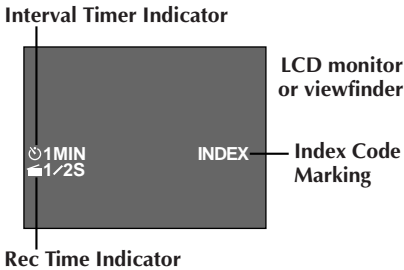 Interval Timer Indicator
LCD monitor
or viewfinder
1MIN
INDEX
1/2S
Index Code
Marking
Rec Time Indicator